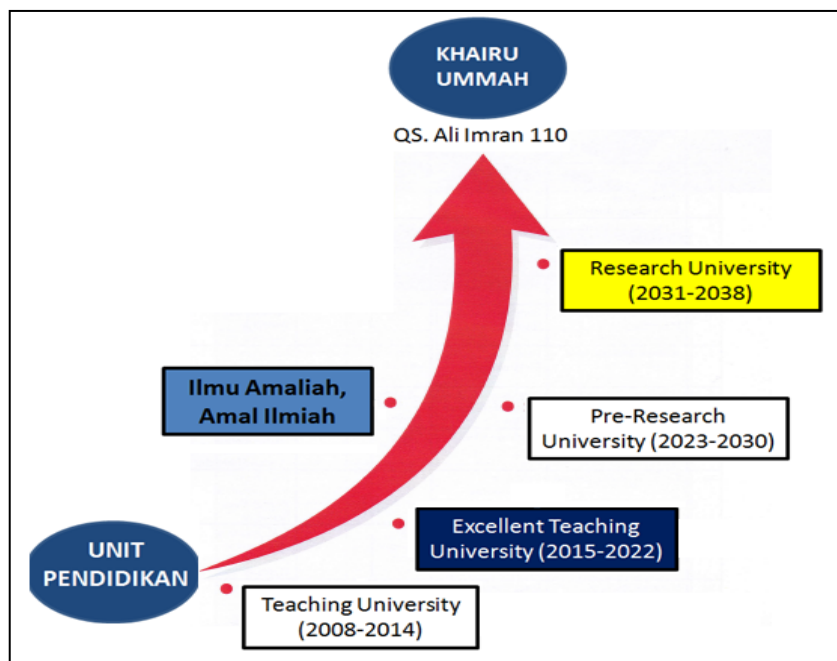 KHAIRU
UMMAH
QS. Ali Imran 110
Research University
(2031-2038)
Ilmu Amaliah,
Amal Ilmiah
Pre-Research
University (2023-2030)
Excellent Teaching
University (2015-2022)
UNIT
PENDIDIKAN
Teaching University
(2008-2014)